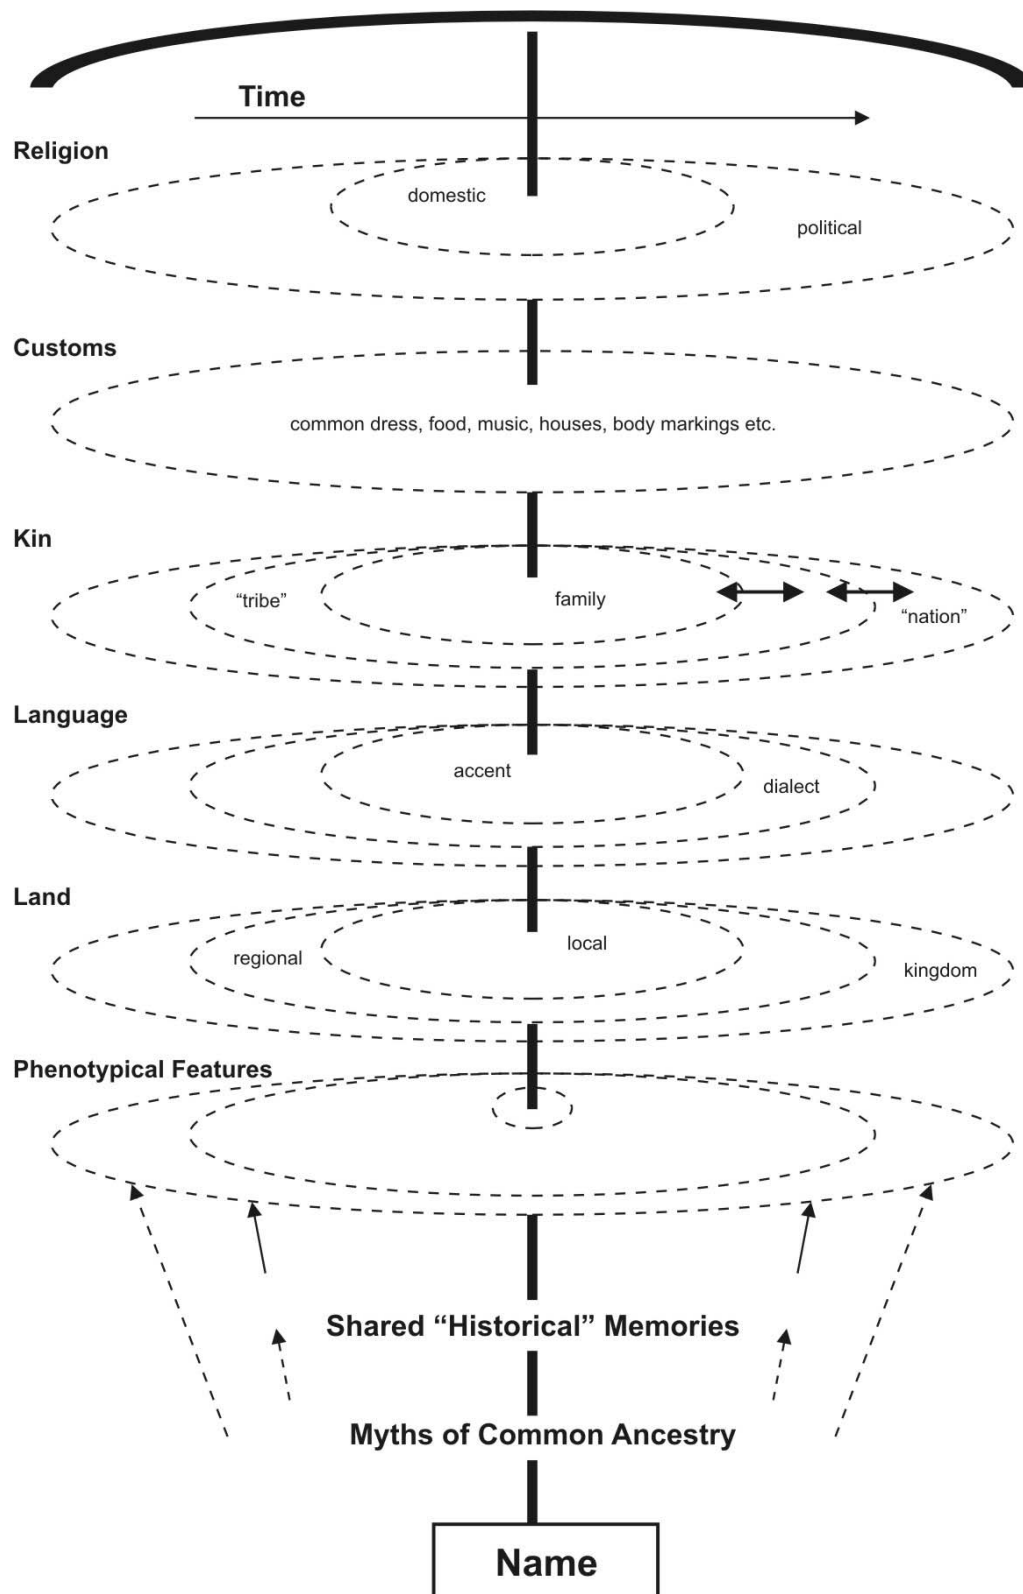 Time
Religion
domestic
political
Customs
common dress, food, music, houses, body markings etc.
Kin
“tribe”
family
“nation”
Language
accent
dialect
Land
regional
local
kingdom
Phenotypical Features
Shared “Historical” Memories
Myths of Common Ancestry
Name